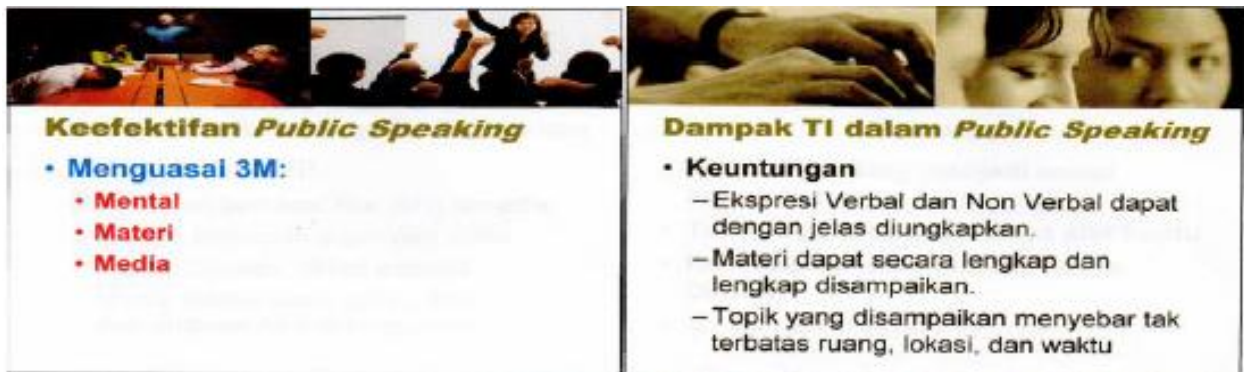 Keefektifan Public Speaking
• Menguasai 3M:
• Mental
• Materi
• Media
Dampak TI dalam Public Speaking
• Keuntungan
–Ekspresi Verbal dan Non Verbal dapat
dengan jelas diungkapkan.
–Materi dapat secara lengkap dan
lengkap disampaikan.
–Topik yang disampaikan menyebar tak
terbatas ruang, lokasi, dan waktu